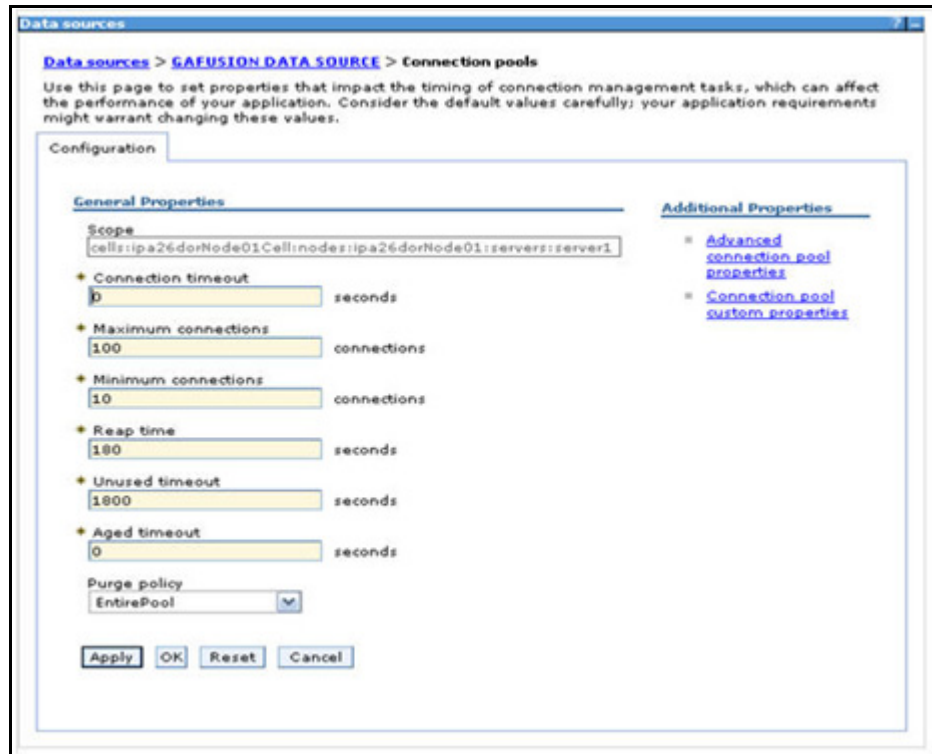 Data sources
? –
Data sources > GAFUSION DATA SOURCE > Connection pools
Use this page to set properties that impact the timing of connection management tasks, which can affect
the performance of your application. Consider the default values carefully; your application requirements
might warrant changing these values.
Configuration
General Properties
Scope
cells:ipa26dorNode01Cell:nodes:ipa26dorNode01:servers:server1
Connection timeout
0 seconds
Maximum connections
100 connections
Minimum connections
10 connections
Reap time
180 seconds
Unused timeout
1800 seconds
Aged timeout
0 seconds
Purge policy
EntirePool
Apply OK Reset Cancel
Additional Properties
Advanced
connection pool
properties
Connection pool
custom properties